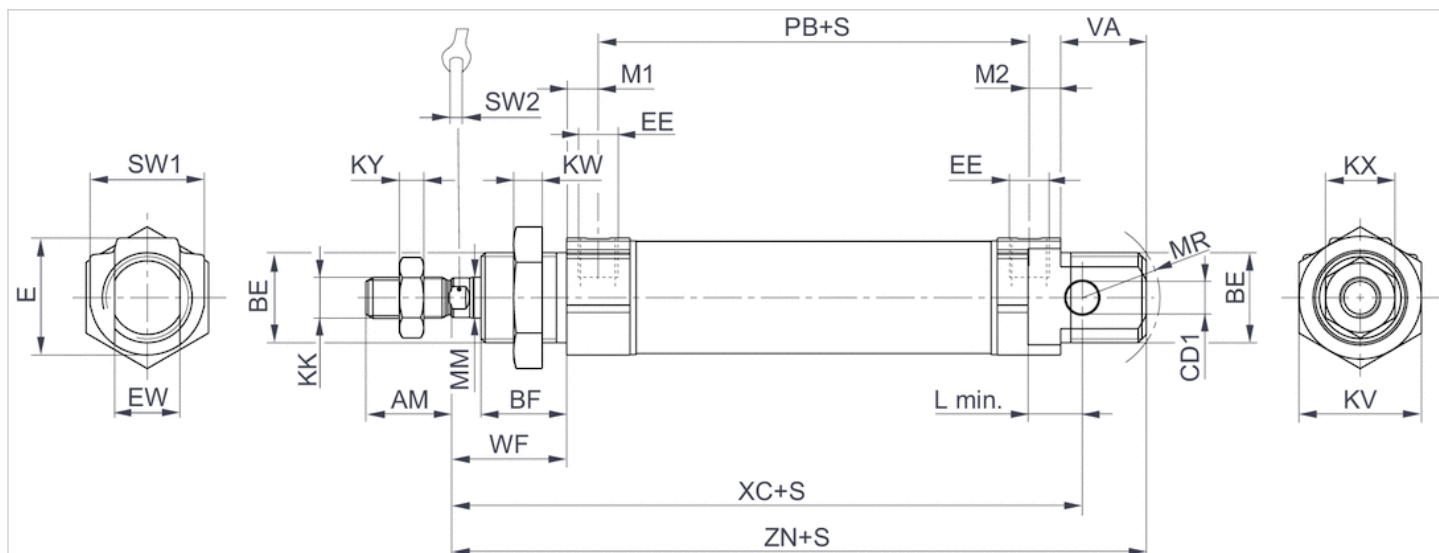 PB+S
VA
M1
M2
SW2
EE
SW1
KY
KW
EE
KX
MR
E
BE
BE
KK
MM
CD1
EW
AM
BF
L min.
KV
WF
XC+S
ZN+S